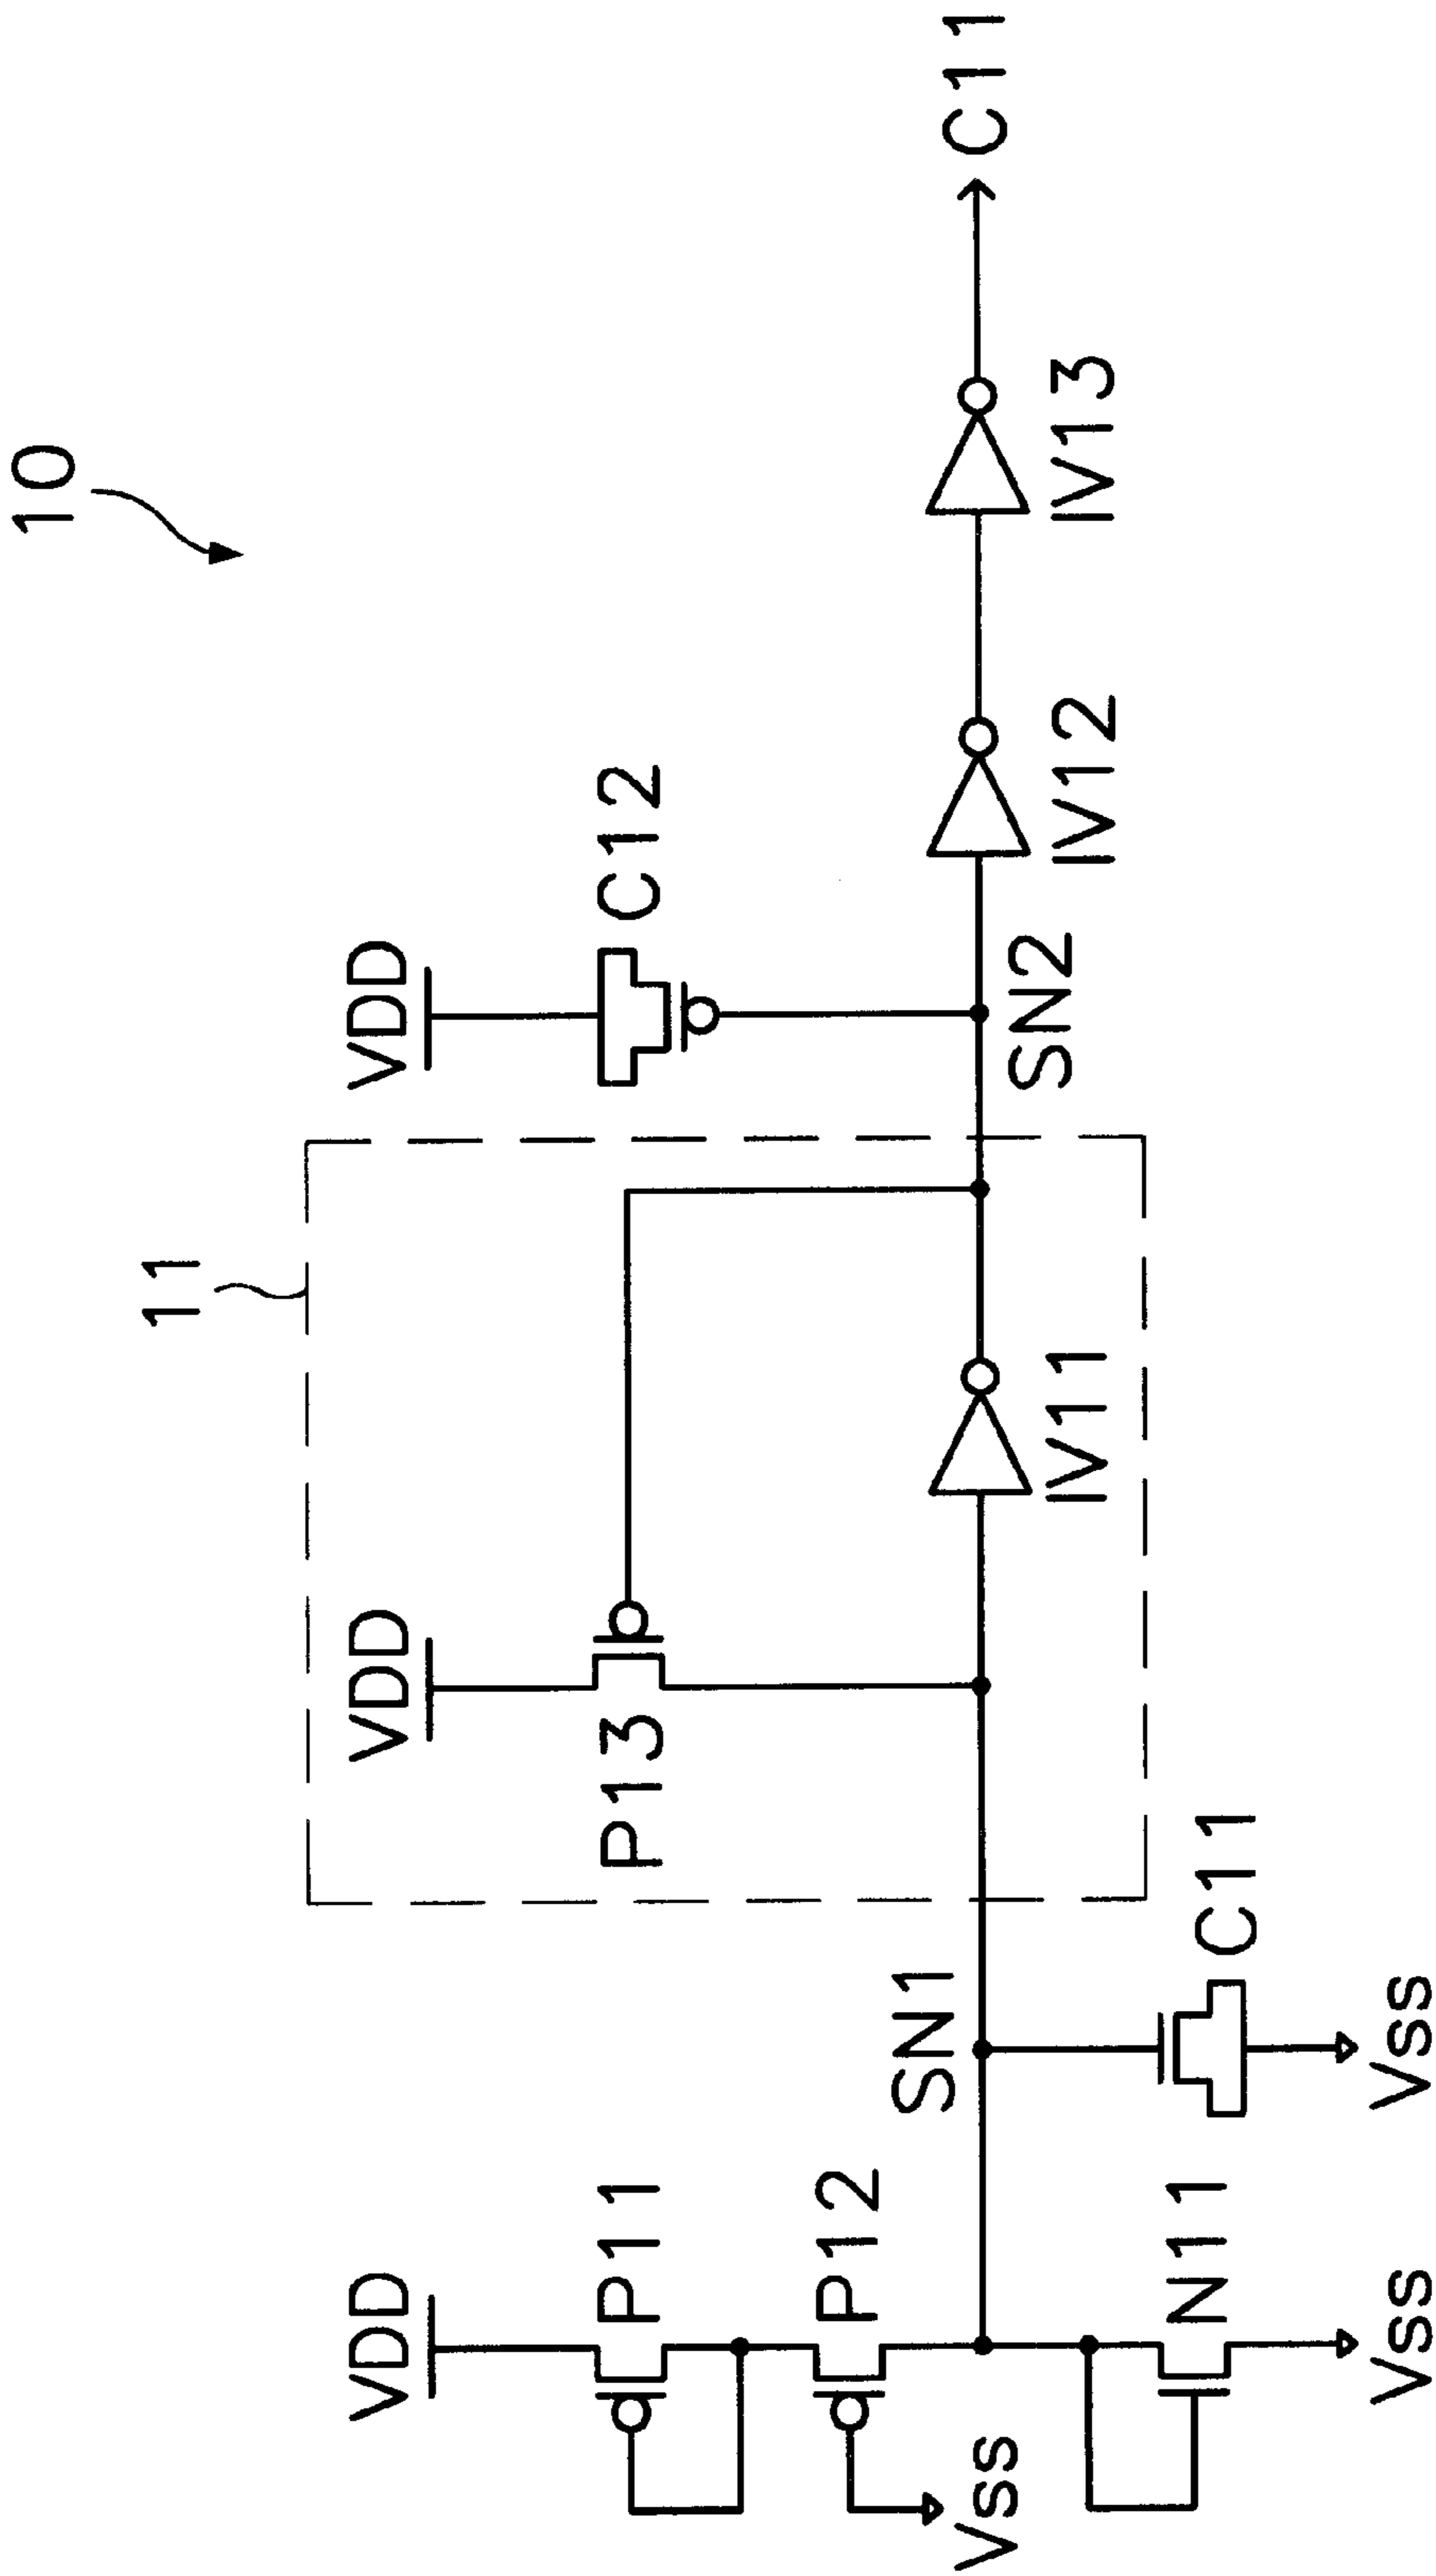 10
11
VDD
VDD
VDD
P11
P13
C12
P12
Vss
SN1
IV11
SN2
IV12
IV13
C11
N11
C11
Vss
Vss